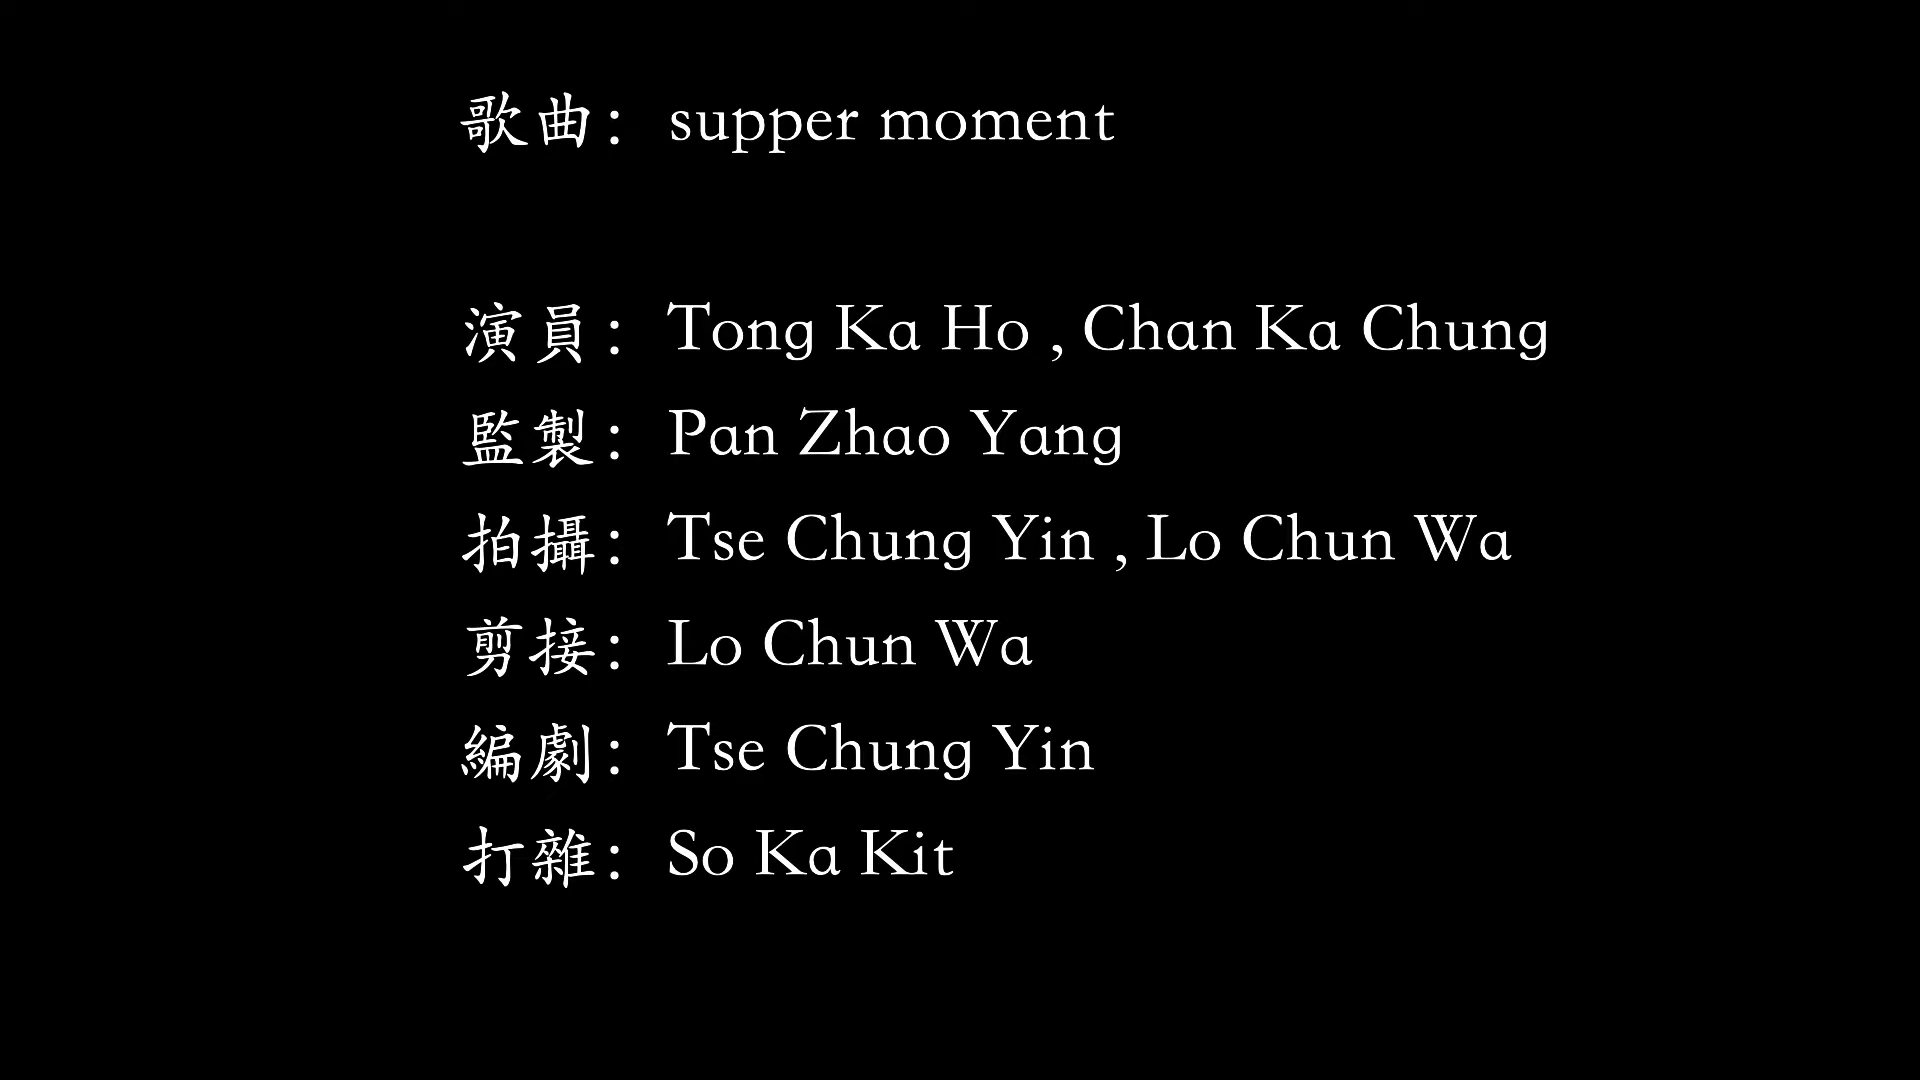 歌曲：supper moment
演員：Tong Ka Ho , Chan Ka Chung
監製：Pan Zhao Yang
拍攝：Tse Chung Yin , Lo Chun Wa
剪接：Lo Chun Wa
編劇：Tse Chung Yin
打雜：So Ka Kit